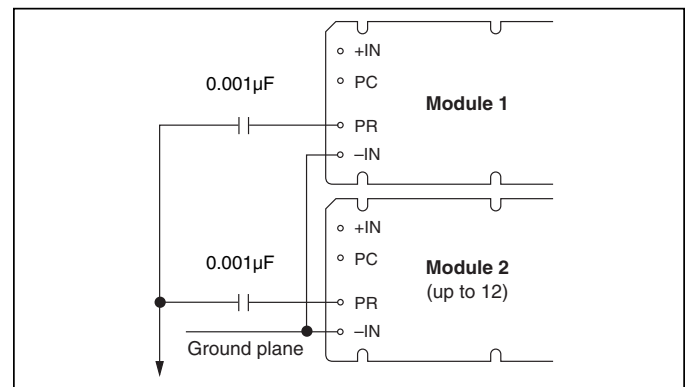 +IN
0.001µF
PC
Module 1
PR
–IN
+IN
0.001µF
PC
Module 2
(up to 12)
PR
–IN
Ground plane